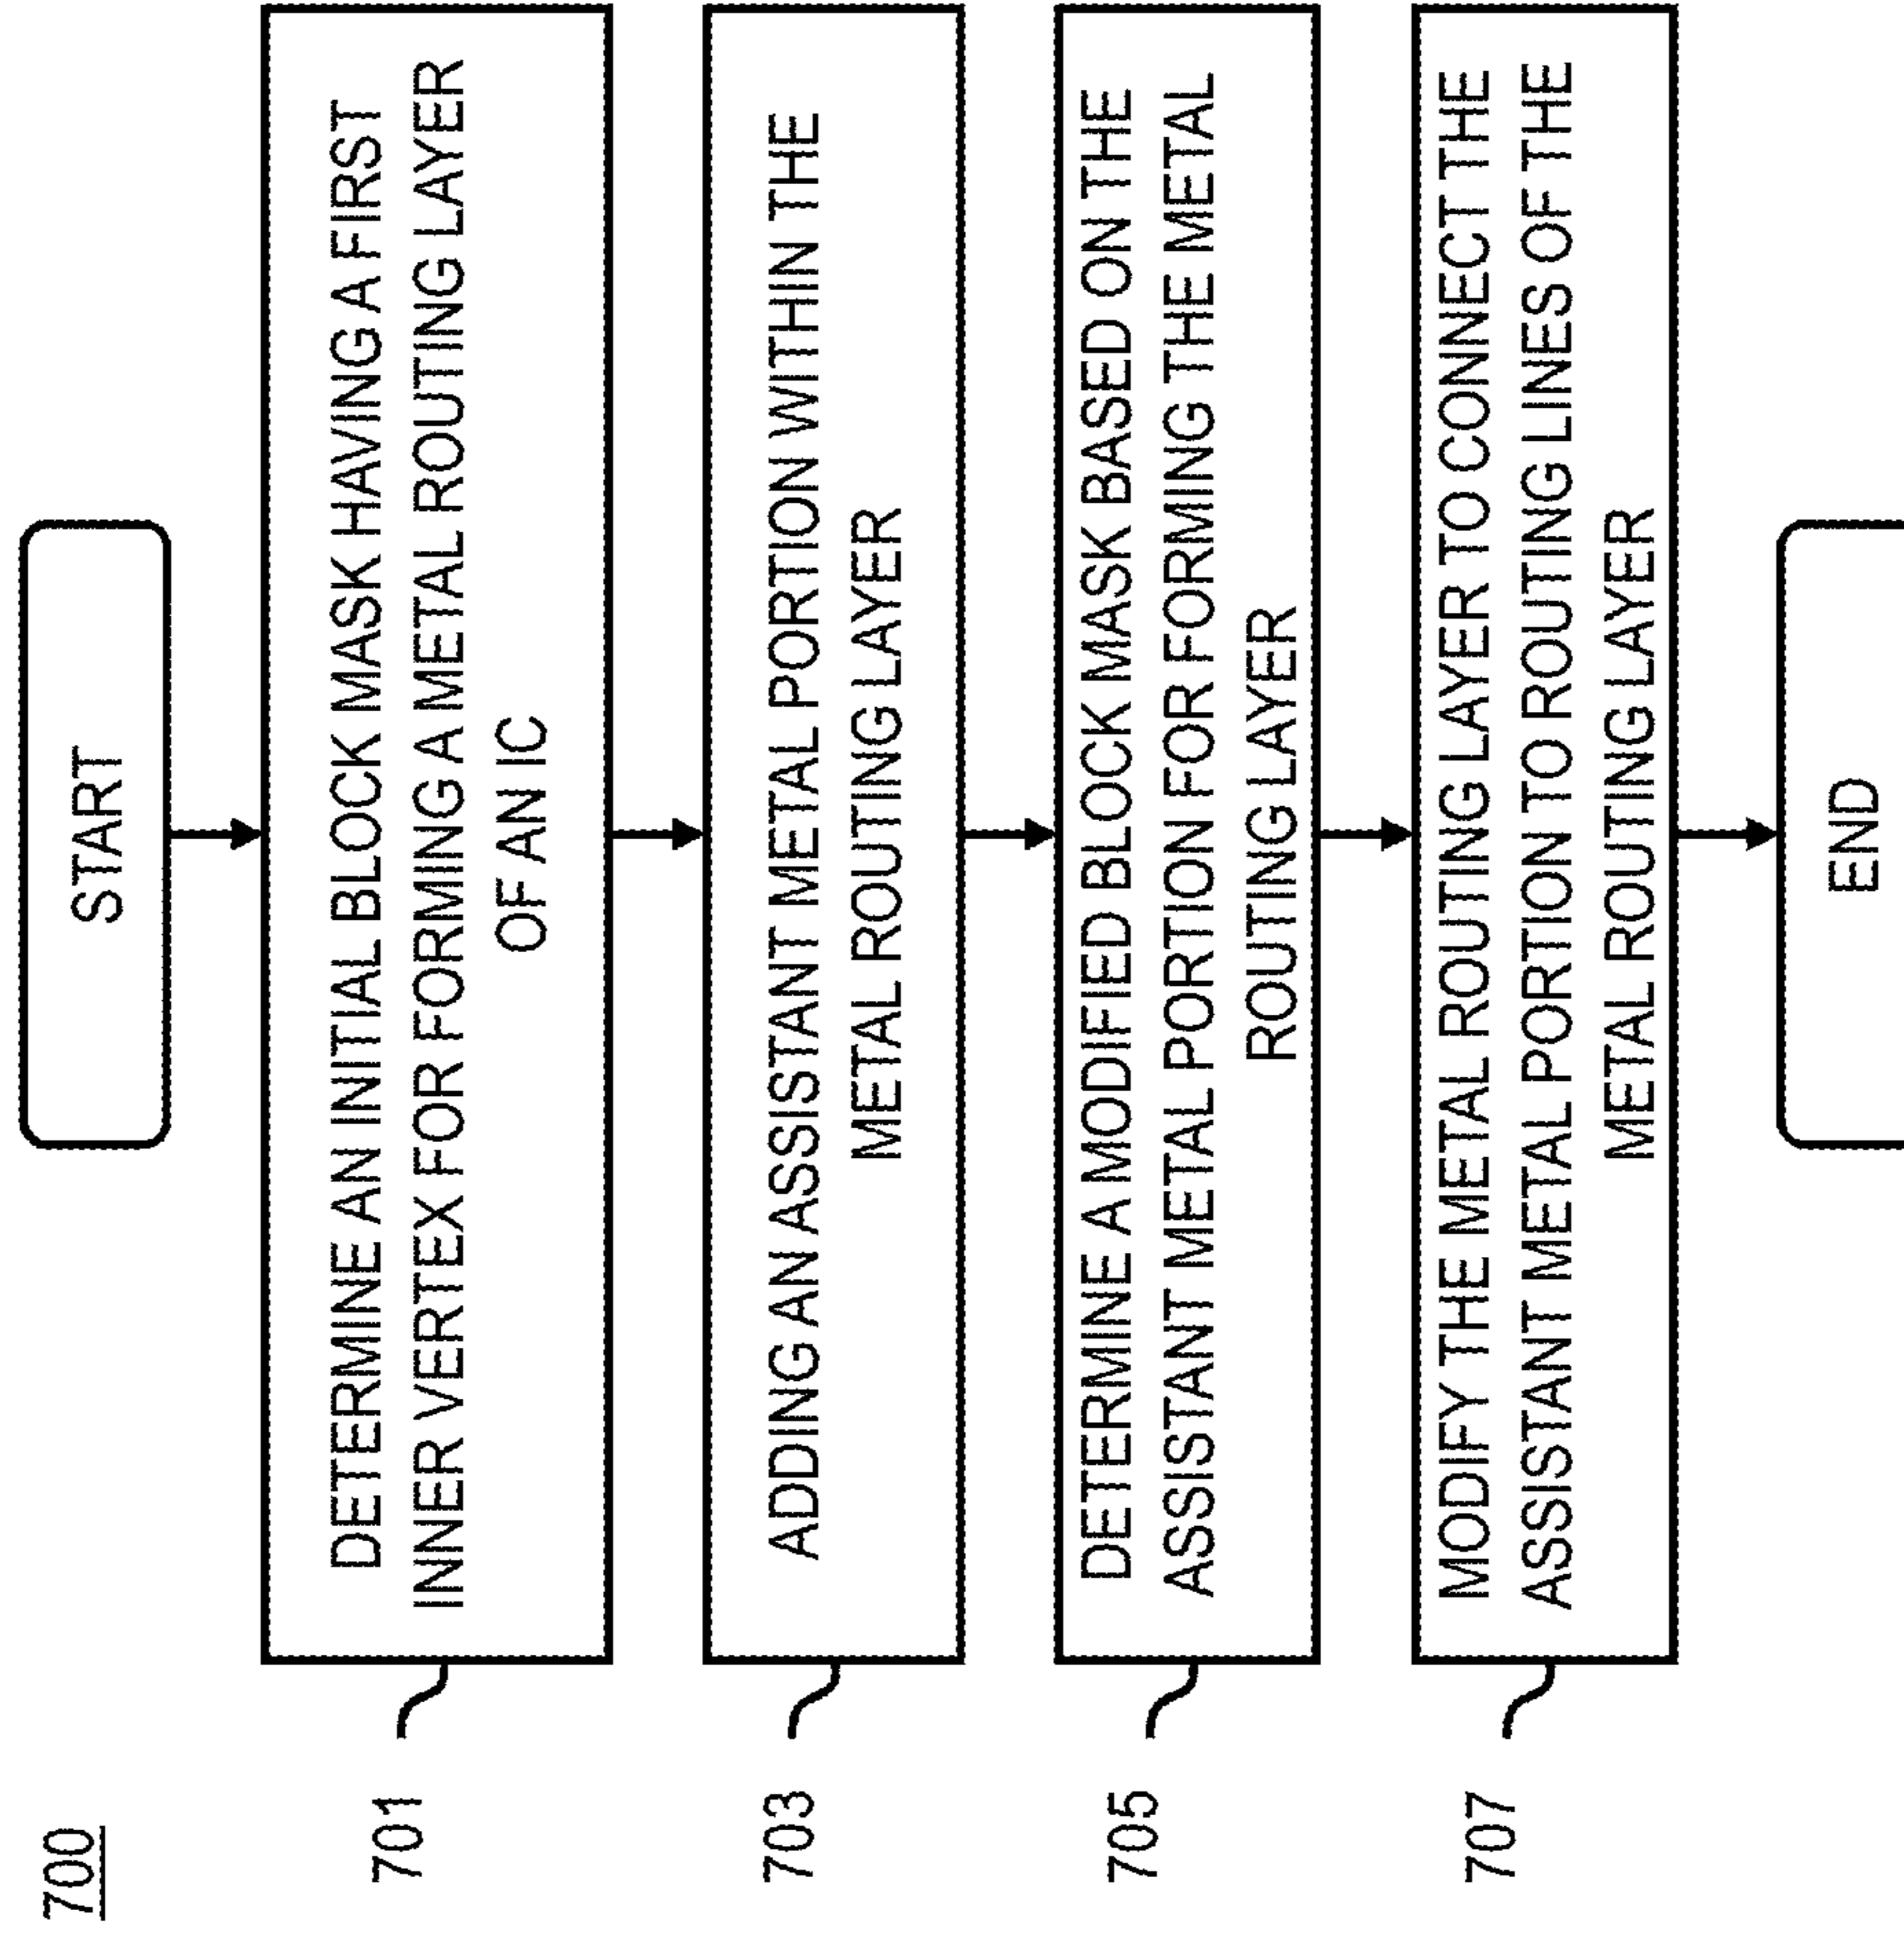 700
START
701
DETERMINE AN INITIAL BLOCK MASK HAVING A FIRST
INNER VERTEX FOR FORMING A METAL ROUTING LAYER
OF AN IC
703
ADDING AN ASSISTANT METAL PORTION WITHIN THE
METAL ROUTING LAYER
705
DETERMINE A MODIFIED BLOCK MASK BASED ON THE
ASSISTANT METAL PORTION FOR FORMING THE METAL
ROUTING LAYER
707
MODIFY THE METAL ROUTING LAYER TO CONNECT THE
ASSISTANT METAL PORTION TO ROUTING LINES OF THE
METAL ROUTING LAYER
END